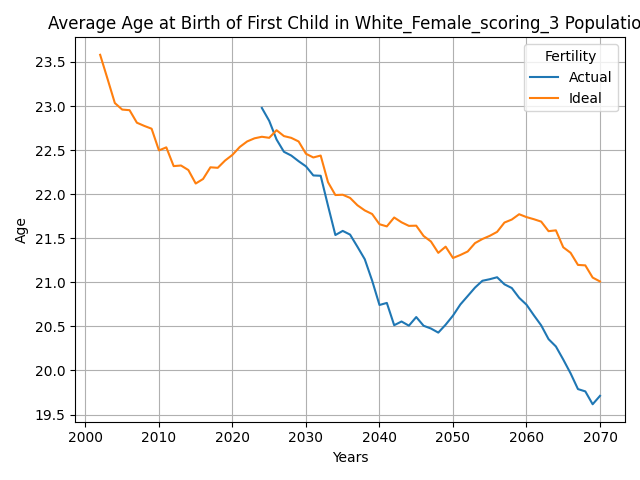 Average Age at Birth of First Child in White_Female_scoring_3 Populatio
Fertility
Actual
Ideal
23.5
23.0
22.5
22.0
21.5
21.0
20.5
20.0
19.5
Age
2000 2010 2020 2030 2040 2050 2060 2070
Years